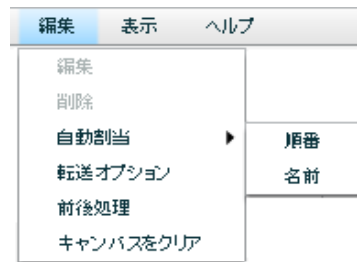 編集 表示 ヘルプ
編集
削除
自動割当
順番
転送オプション
名前
前後処理
キャンバスをクリア